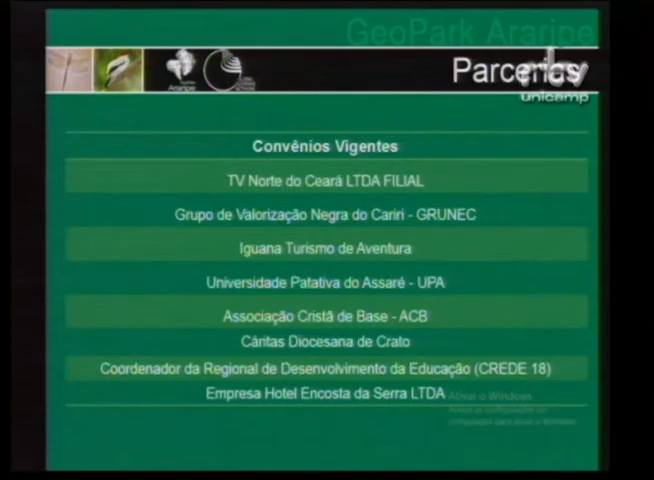 GeoPark Araripe
Parcerias
rtv
unicamp
Araripe
Convênios Vigentes
TV Norte do Ceará LTDA FILIAL
Grupo de Valorização Negra do Cariri - GRUNEC
Iguana Turismo de Aventura
Universidade Patativa do Assaré - UPA
Associação Cristã de Base - ACB
Cáritas Diocesana de Crato
Coordenador da Regional de Desenvolvimento da Educação (CREDE 18)
Empresa Hotel Encosta da Serra LTDA
Ativar o Windows